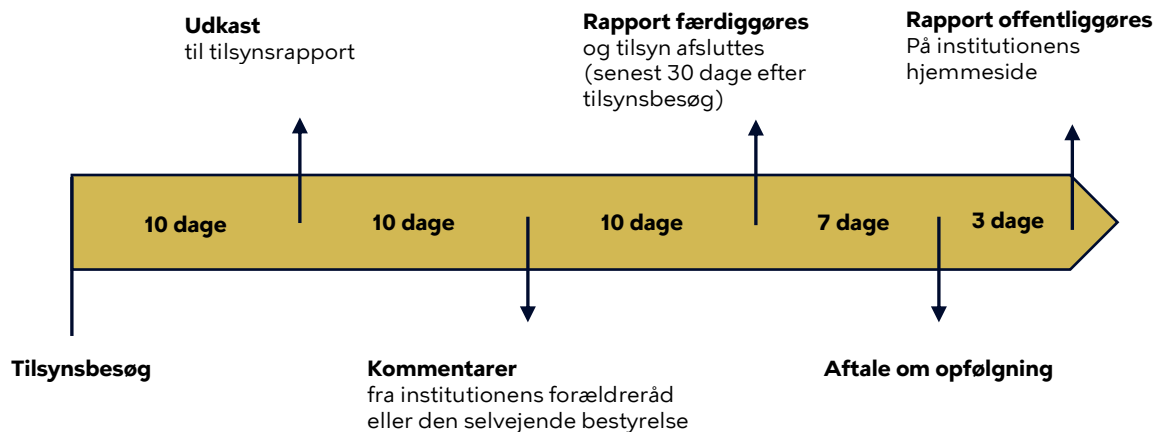 Udkast
til tilsynsrapport
Rapport færdiggøres
og tilsyn afsluttes
(senest 30 dage efter
tilsynsbesøg)
Rapport offentliggøres
På institutionens
hjemmeside
10 dage
10 dage
10 dage
7 dage
3 dage
Tilsynsbesøg
Kommentarer
fra institutionens forældreråd
eller den selvejende bestyrelse
Aftale om opfølgning